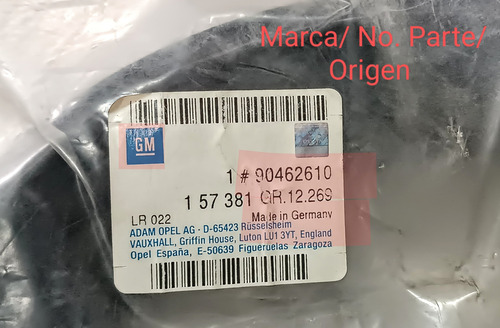 Marca/ No. Parte/
Origen
GM
1 # 90462610
1 57 381 GR.12.269
LR 022
Made in Germany
ADAM OPEL AG - D-65423 Rüsselsheim
VAUXHALL, Griffin House, Luton LU1 3YT, England
Opel España, E-50639 Figueruelas Zaragoza